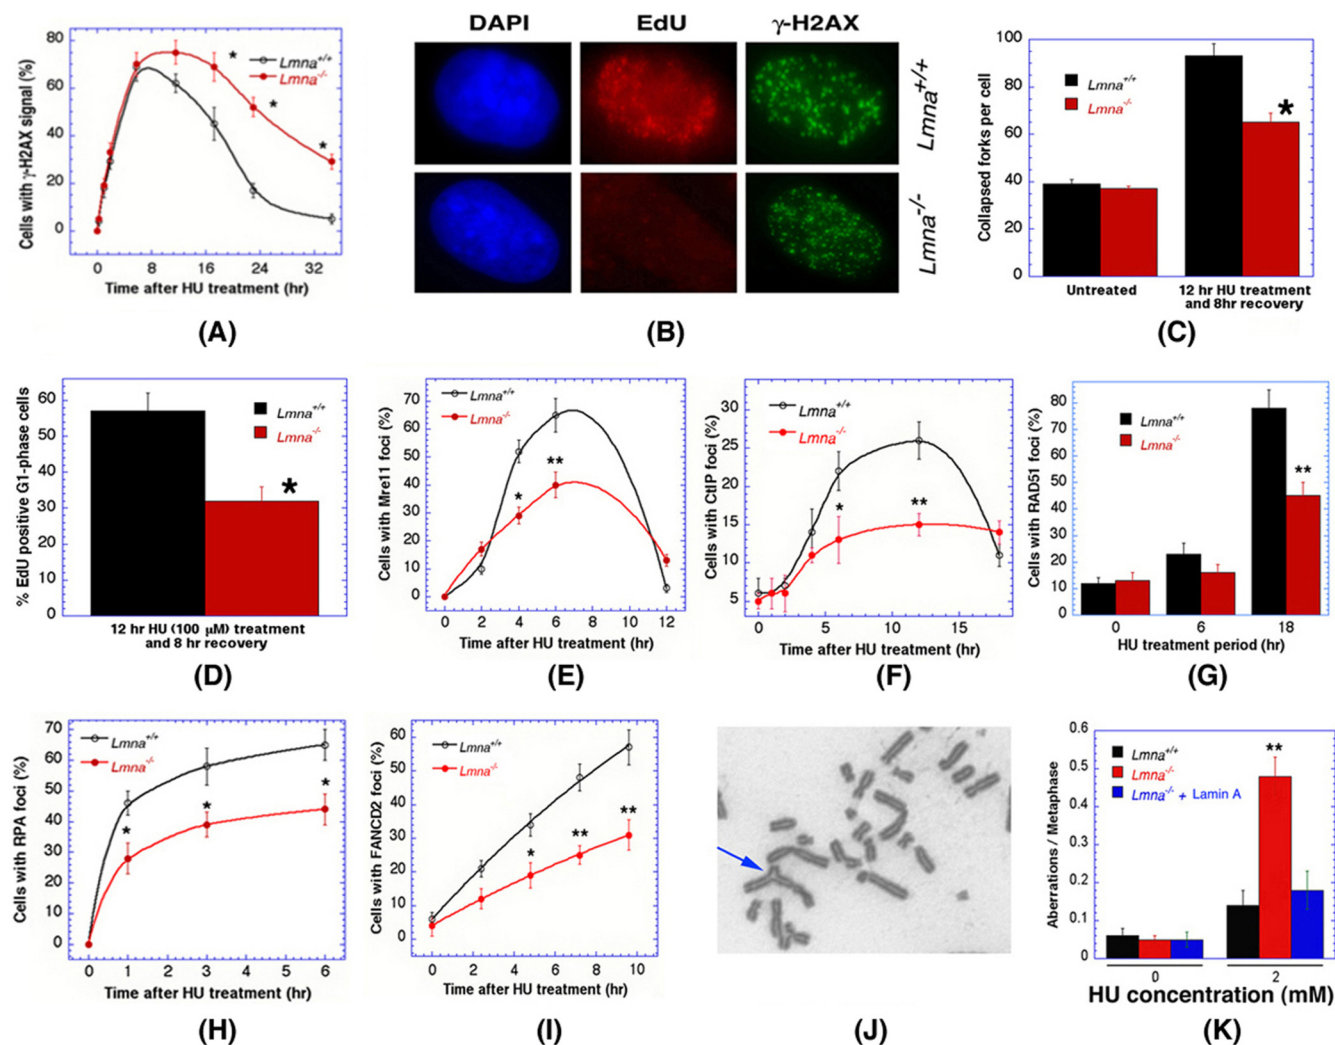 Cells with γ-H2AX signal (%)
80
60
40
20
0
Lmna+/+
Lmna-/-
*
*
*
0 8 16 24 32
Time after HU treatment (hr)
(A)
DAPI EdU γ-H2AX
Lmna+/+
Lmna-/-
(B)
Collapsed forks per cell
100
80
60
40
20
0
Lmna+/+
Lmna-/-
*
Untreated 12 hr HU treatment
and 8hr recovery
(C)
% EdU positive G1-phase cells
60
50
40
30
20
10
0
Lmna+/+
Lmna-/-
*
12 hr HU (100 μM) treatment
and 8 hr recovery
(D)
Cells with Mre11 foci (%)
70
60
50
40
30
20
10
0
Lmna+/+
Lmna-/-
*
**
0 2 4 6 8 10 12
Time after HU treatment (hr)
(E)
Cells with CtIP foci (%)
30
25
20
15
10
5
Lmna+/+
Lmna-/-
*
**
0 5 10 15
Time after HU treatment (hr)
(F)
Cells with RAD51 foci (%)
80
70
60
50
40
30
20
10
0
Lmna+/+
Lmna-/-
**
0 6 18
HU treatment period (hr)
(G)
Cells with RPA foci (%)
70
60
50
40
30
20
10
0
Lmna+/+
Lmna-/-
*
*
*
0 1 2 3 4 5 6
Time after HU treatment (hr)
(H)
Cells with FANCD2 foci (%)
60
50
40
30
20
10
0
Lmna+/+
Lmna-/-
*
**
**
0 2 4 6 8 10
Time after HU treatment (hr)
(I)
(J)
Aberrations / Metaphase
0.6
0.4
0.3
0.2
0.1
0
Lmna+/+
Lmna-/-
Lmna-/- + Lamin A
**
0 2
HU concentration (mM)
(K)